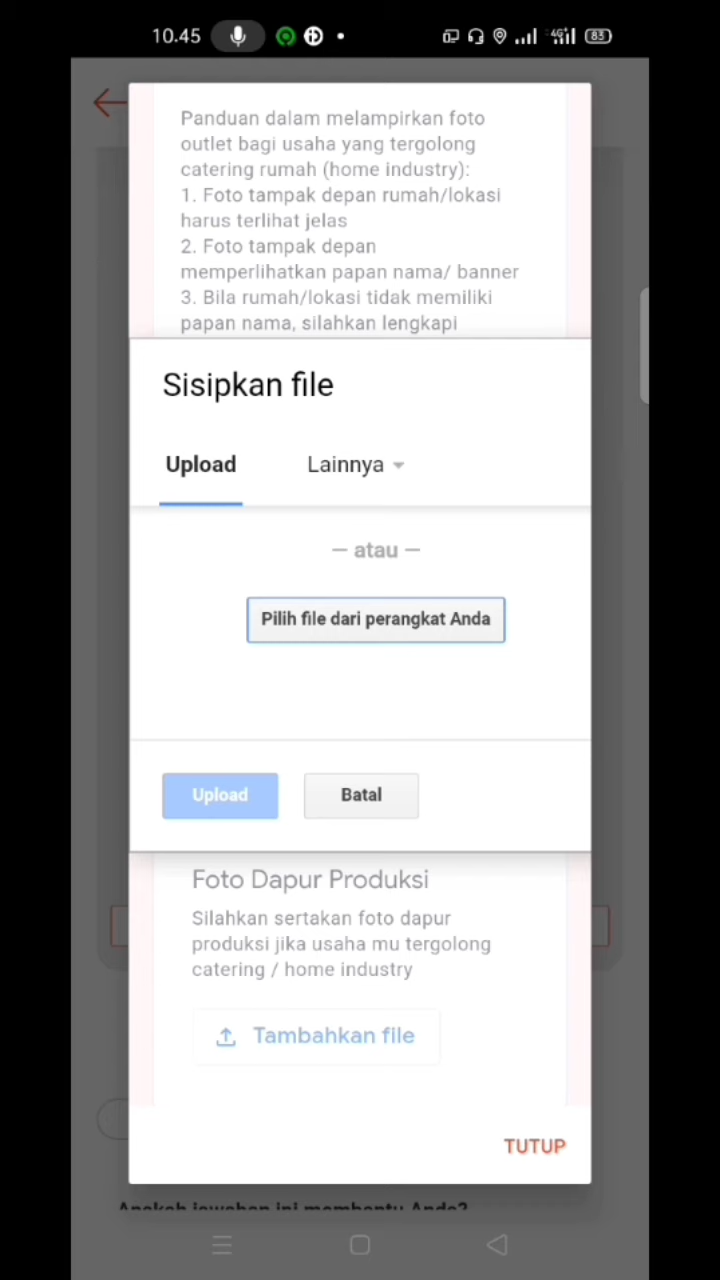 10.45
4G+
83
Panduan dalam melampirkan foto
outlet bagi usaha yang tergolong
catering rumah (home industry):
1. Foto tampak depan rumah/lokasi
harus terlihat jelas
2. Foto tampak depan
memperlihatkan papan nama/ banner
3. Bila rumah/lokasi tidak memiliki
papan nama, silahkan lengkapi
Sisipkan file
Upload
Lainnya
— atau —
Pilih file dari perangkat Anda
Upload
Batal
Foto Dapur Produksi
Silahkan sertakan foto dapur
produksi jika usaha mu tergolong
catering / home industry
Tambahkan file
TUTUP
Apakah jawaban ini membantu Anda?